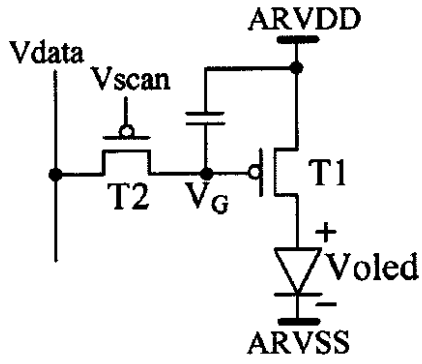 ARVDD
Vdata
Vscan
T2
VG
T1
+
Voled
−
ARVSS